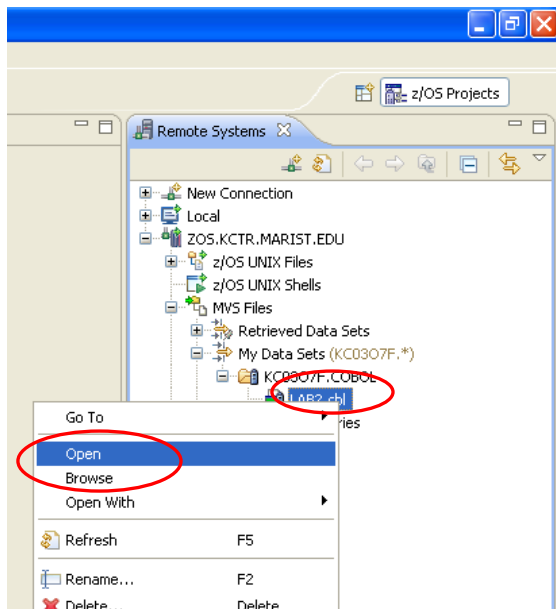 z/OS Projects
Remote Systems
New Connection
Local
ZOS.KCTR.MARIST.EDU
z/OS UNIX Files
z/OS UNIX Shells
MVS Files
Retrieved Data Sets
My Data Sets (KC03O7F.*)
KC03O7F.COBOL
LAB2.cbl
Go To
ries
Open
Browse
Open With
Refresh F5
Rename... F2
Delete... Delete